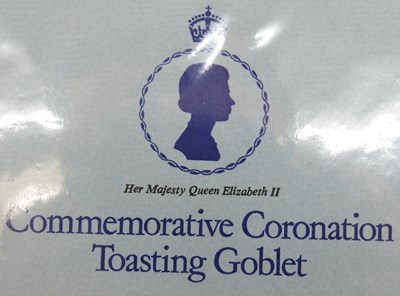 Her Majesty Queen Elizabeth II
Commemorative Coronation
Toasting Goblet